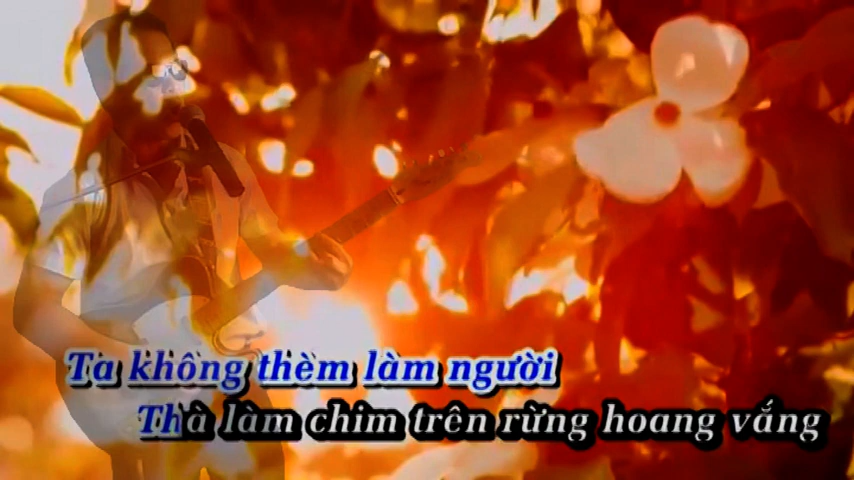 Ta không thèm làm người
Thà làm chim trên rừng hoang vắng